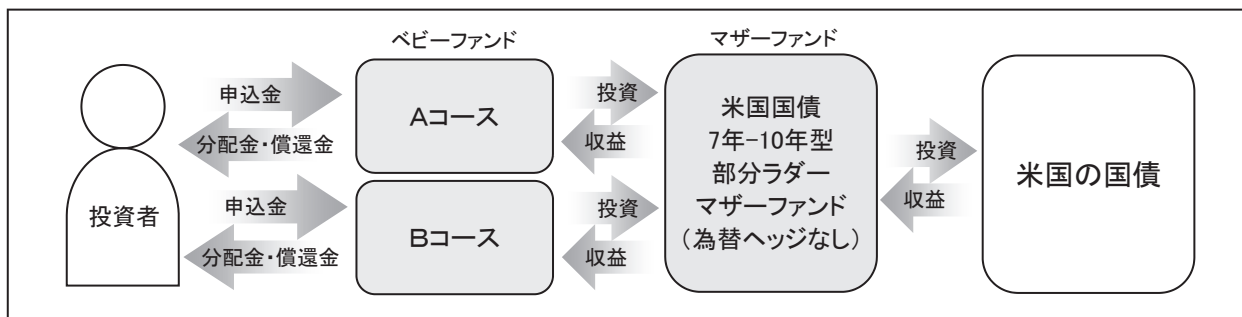 ベビーファンド
マザーファンド
投資者
申込金
分配金・償還金
申込金
分配金・償還金
Aコース
Bコース
投資
収益
投資
収益
米国国債
7年-10年型
部分ラダー
マザーファンド
(為替ヘッジなし)
投資
収益
米国の国債